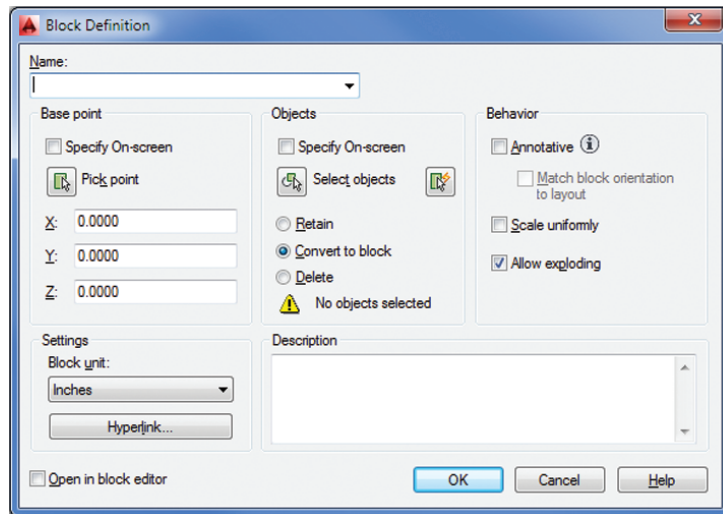 Block Definition
Name:
Base point
Specify On-screen
Pick point
X: 0.0000
Y: 0.0000
Z: 0.0000
Objects
Specify On-screen
Select objects
Retain
Convert to block
Delete
No objects selected
Behavior
Annotative
Match block orientation
to layout
Scale uniformly
Allow exploding
Settings
Block unit:
Inches
Hyperlink...
Description
Open in block editor
OK
Cancel
Help